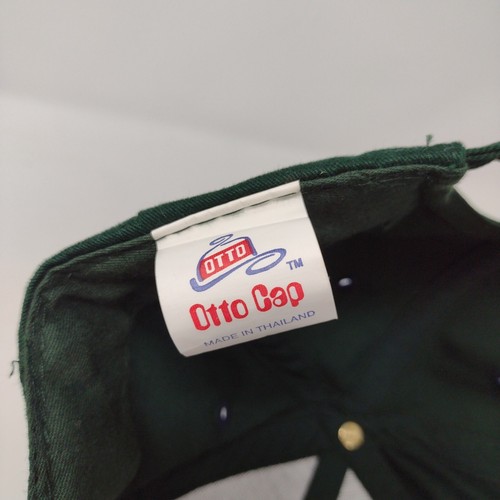 OTTO
TM
Otto Cap
MADE IN THAILAND